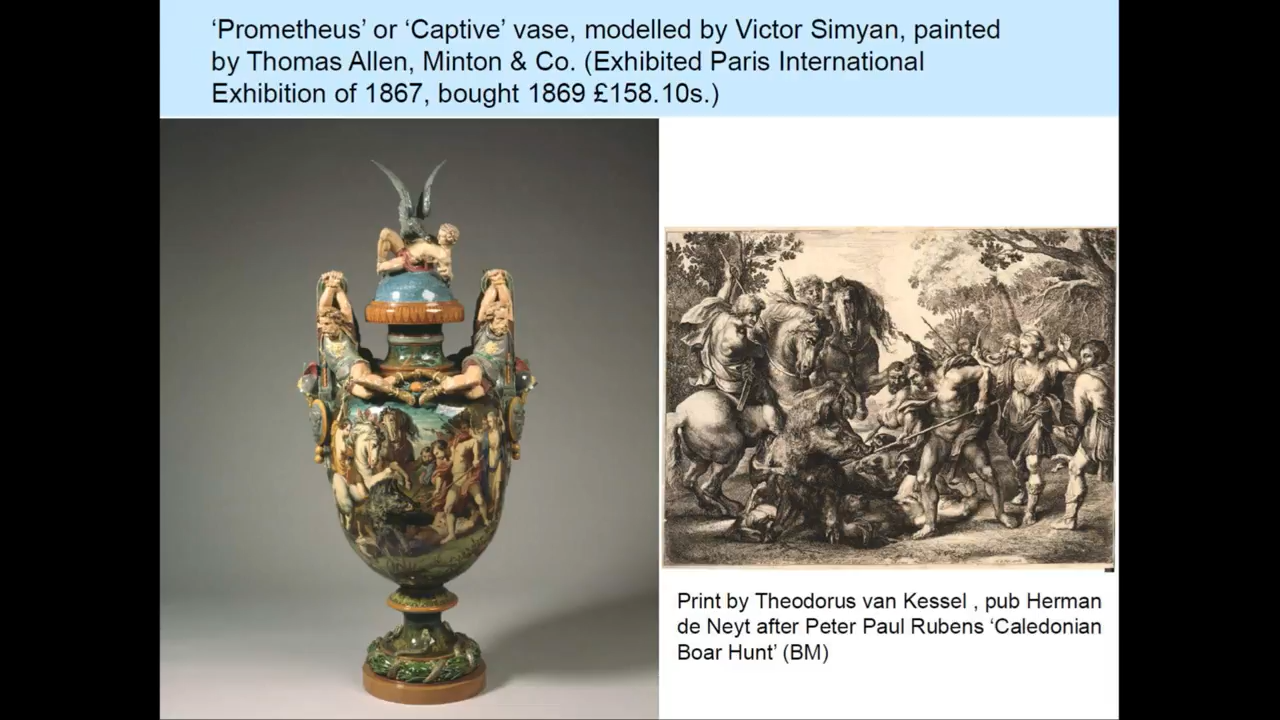 ‘Prometheus’ or ‘Captive’ vase, modelled by Victor Simyan, painted
by Thomas Allen, Minton & Co. (Exhibited Paris International
Exhibition of 1867, bought 1869 £158.10s.)
Print by Theodorus van Kessel , pub Herman
de Neyt after Peter Paul Rubens ‘Caledonian
Boar Hunt’ (BM)